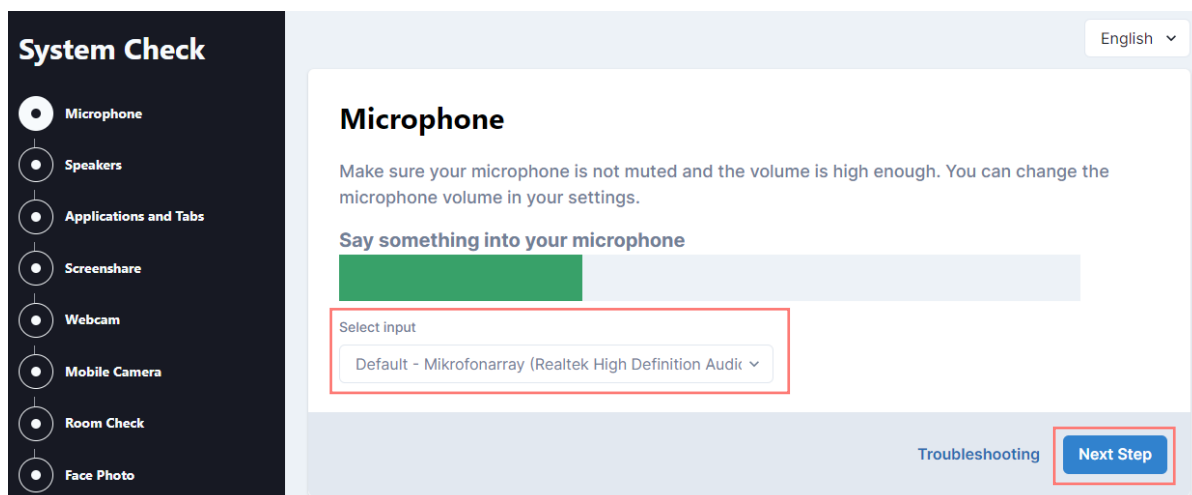 System Check
Microphone
Speakers
Applications and Tabs
Screenshare
Webcam
Mobile Camera
Room Check
Face Photo
English
Microphone
Make sure your microphone is not muted and the volume is high enough. You can change the
microphone volume in your settings.
Say something into your microphone
Select input
Default - Mikrofonarray (Realtek High Definition Audic
Troubleshooting
Next Step